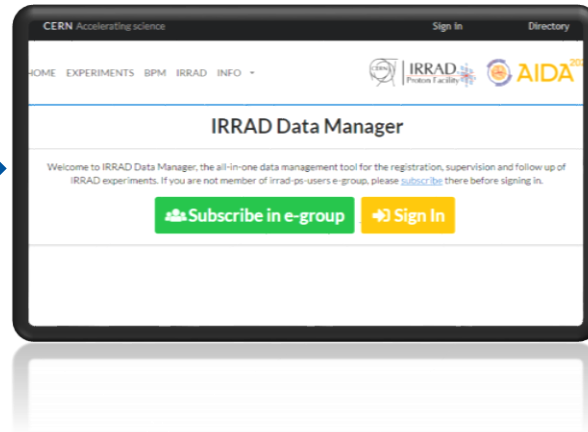 CERN Accelerating science Sign in Directory
HOME EXPERIMENTS BPM IRRAD INFO
IRRAD
Proton Facility
AIDA
IRRAD Data Manager
Welcome to IRRAD Data Manager, the all-in-one data management tool for the registration, supervision and follow up of
IRRAD experiments. If you are not member of irrad-ps-users e-group, please subscribe there before signing in.
Subscribe in e-group Sign In